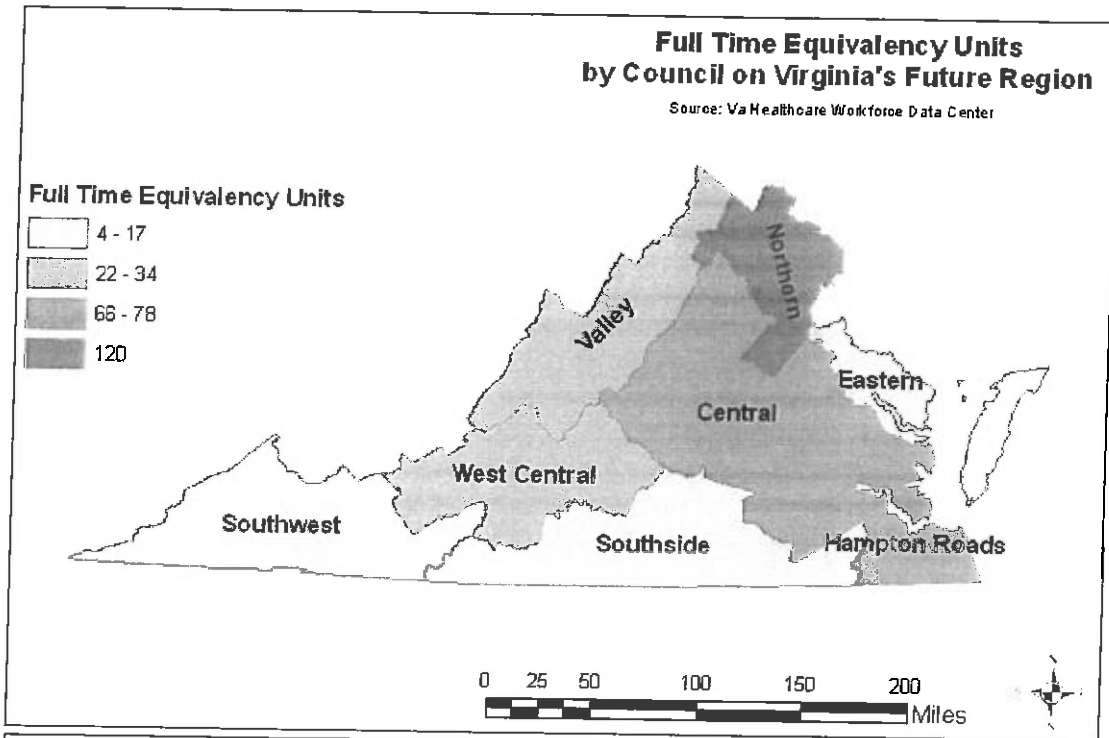 Full Time Equivalency Units
by Council on Virginia's Future Region
Source: Va Healthcare Workforce Data Center
Full Time Equivalency Units
4 - 17
22 - 34
66 - 78
120
Northern
Valley
Eastern
Central
West Central
Southwest
Southside
Hampton Roads
0 25 50 100 150 200
Miles